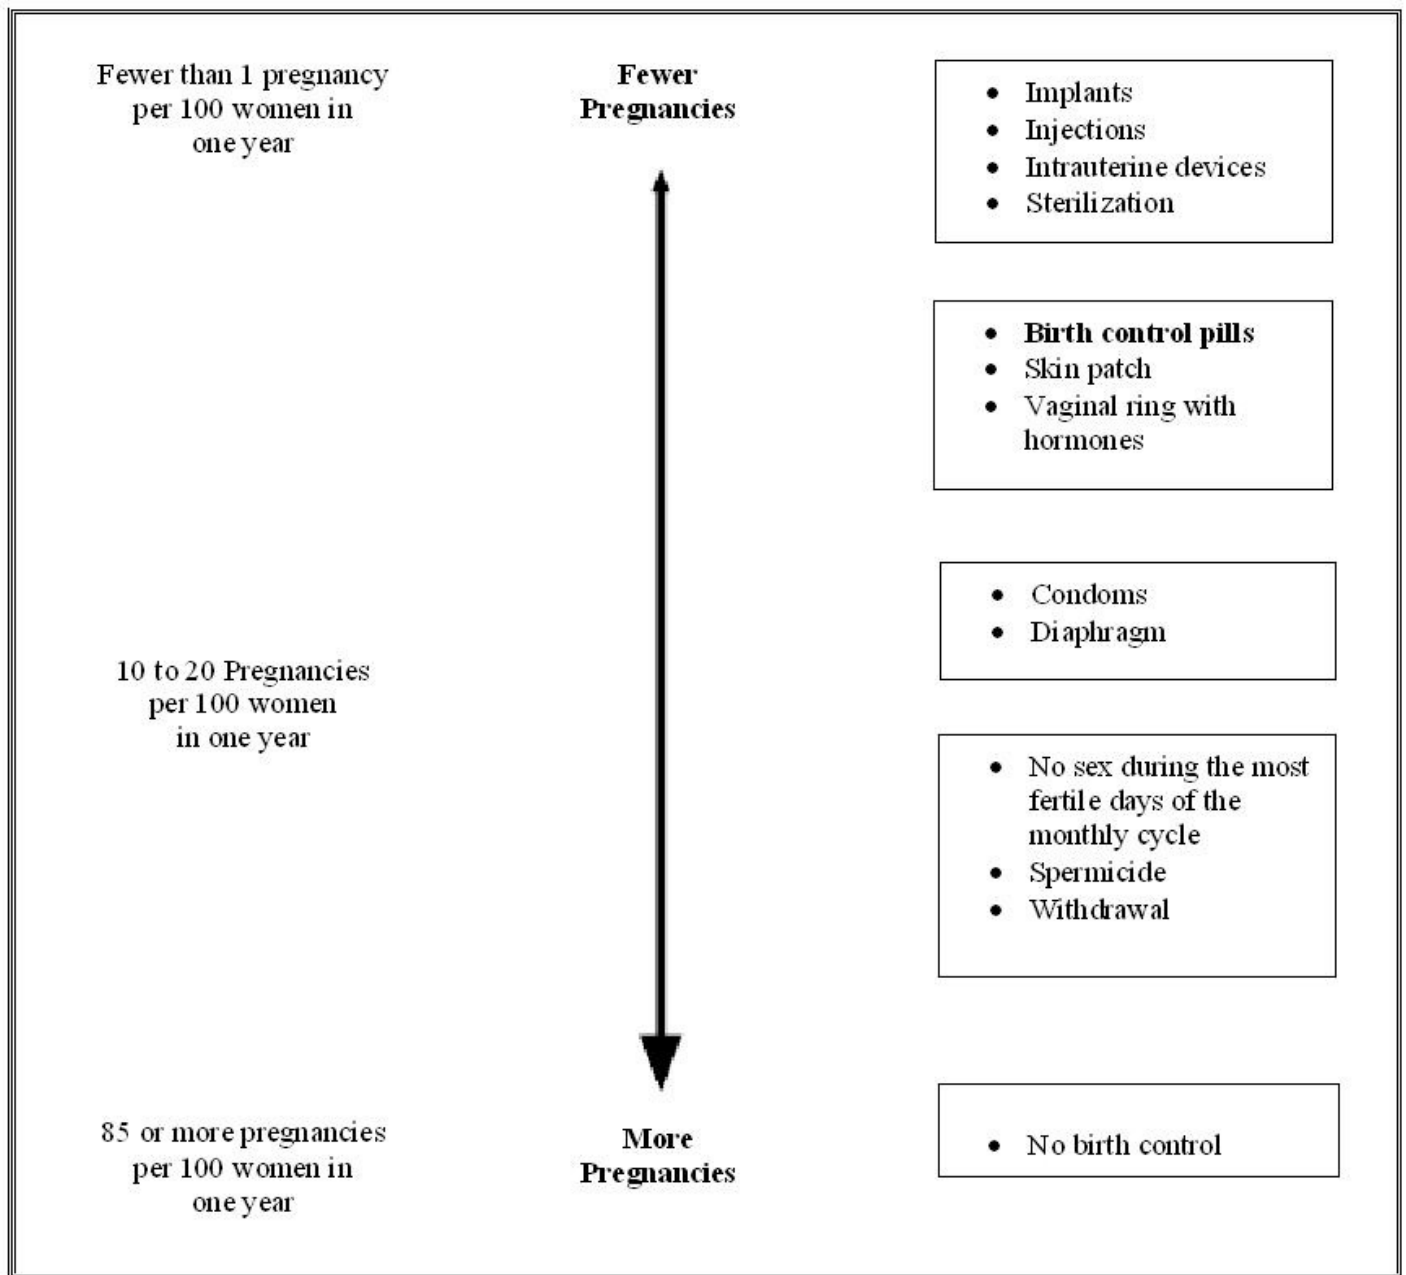 Fewer than 1 pregnancy
per 100 women in
one year
Fewer
Pregnancies
• Implants
• Injections
• Intrauterine devices
• Sterilization
• Birth control pills
• Skin patch
• Vaginal ring with
hormones
• Condoms
• Diaphragm
10 to 20 Pregnancies
per 100 women
in one year
• No sex during the most
fertile days of the
monthly cycle
• Spermicide
• Withdrawal
85 or more pregnancies
per 100 women in
one year
More
Pregnancies
• No birth control